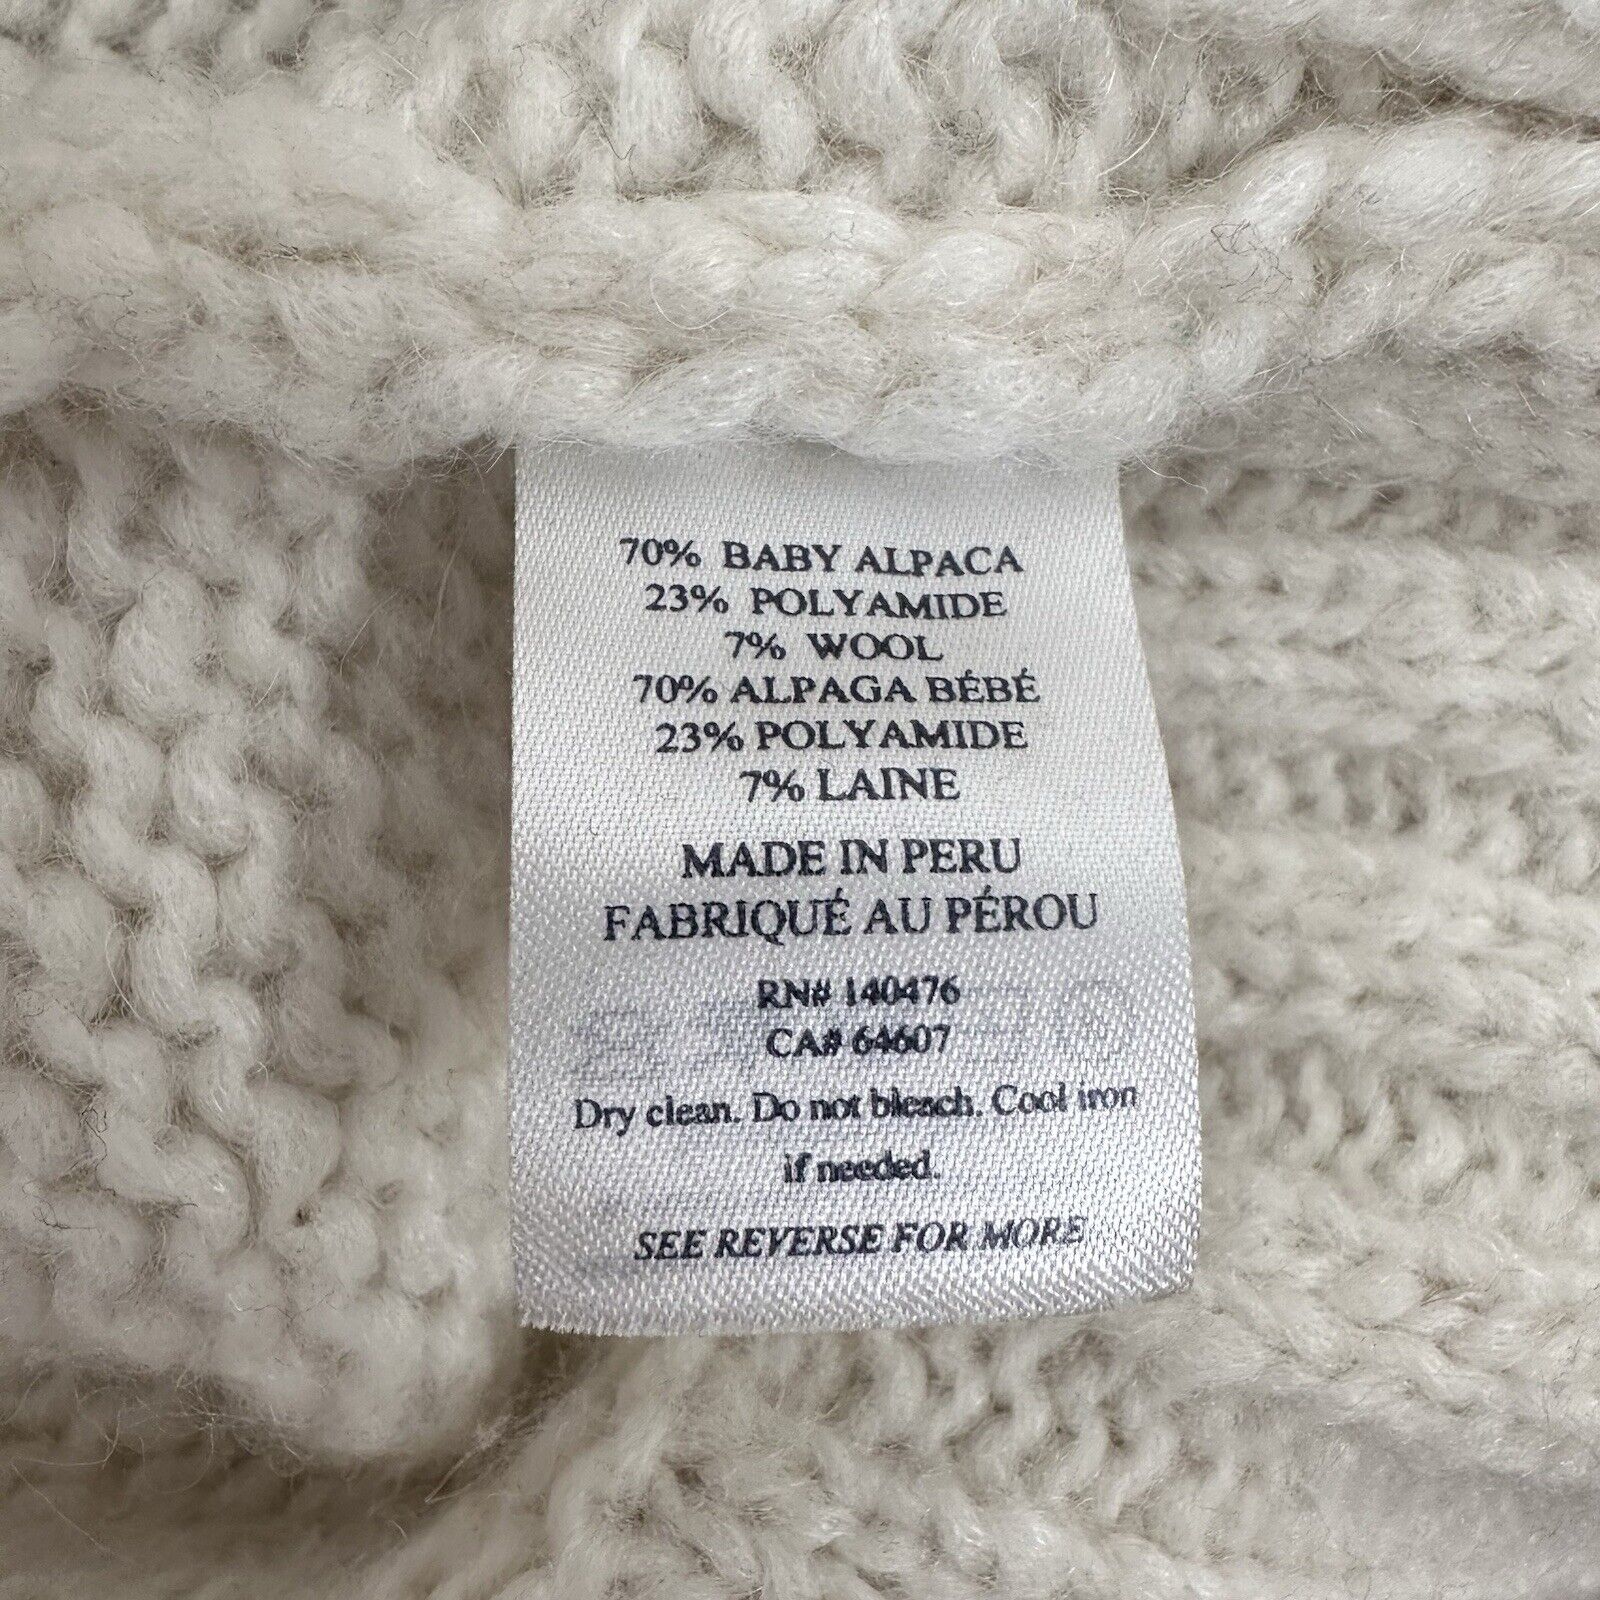 70% BABY ALPACA
23% POLYAMIDE
7% WOOL
70% ALPAGA BÉBÉ
23% POLYAMIDE
7% LAINE
MADE IN PERU
FABRIQUÉ AU PÉROU
RN# 140476
CA# 64607
Dry clean. Do not bleach. Cool iron
if needed.
SEE REVERSE FOR MORE